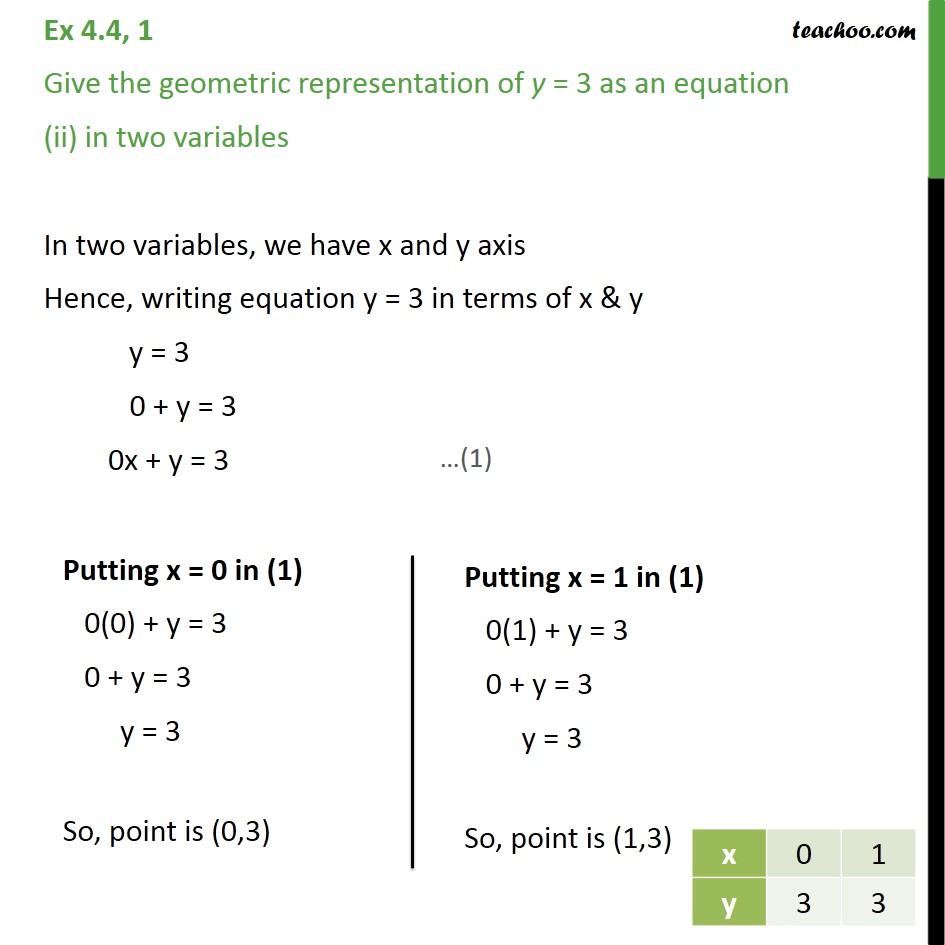 Ex 4.4, 1
teachoo.com
Give the geometric representation of y = 3 as an equation
(ii) in two variables
In two variables, we have x and y axis
Hence, writing equation y = 3 in terms of x & y
y = 3
0 + y = 3
0x + y = 3 ...(1)
Putting x = 0 in (1)
0(0) + y = 3
0 + y = 3
y = 3
So, point is (0,3)
Putting x = 1 in (1)
0(1) + y = 3
0 + y = 3
y = 3
So, point is (1,3)
x 0 1
y 3 3